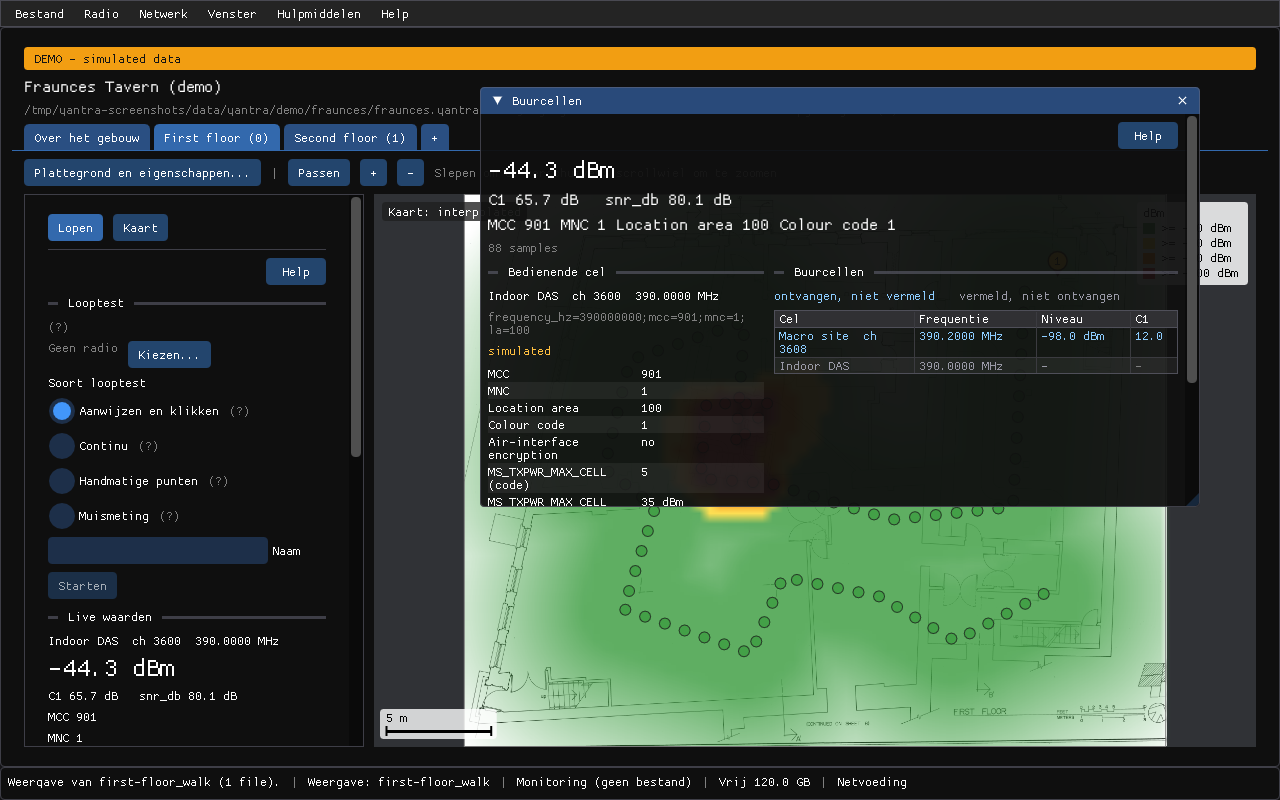 Bestand Radio Netwerk Venster Hulpmiddelen Help
DEMO - simulated data
Fraunces Tavern (demo)
/tmp/yantra-screenshots/data/yantra/demo/fraunces/fraunces.yantra
Over het gebouw First floor (0) Second floor (1) +
Plattegrond en eigenschappen... | Passen + - Slepen
Lopen Kaart
Help
Looptest
(?)
Geen radio Kiezen...
Soort looptest
Aanwijzen en klikken (?)
Continu (?)
Handmatige punten (?)
Muismeting (?)
Naam
Starten
Live waarden
Indoor DAS ch 3600 390.0000 MHz
-44.3 dBm
C1 65.7 dB snr_db 80.1 dB
MCC 901
MNC 1
Kaart: interp
▼ Buurcellen ✕
Help
-44.3 dBm
C1 65.7 dB snr_db 80.1 dB
MCC 901 MNC 1 Location area 100 Colour code 1
88 samples
Bedienende cel
Indoor DAS ch 3600 390.0000 MHz
frequency_hz=390000000;mcc=901;mnc=1;
la=100
simulated
MCC 901
MNC 1
Location area 100
Colour code 1
Air-interface encryption no
MS_TXPWR_MAX_CELL (code) 5
MS_TXPWR_MAX_CELL 35 dBm
Buurcellen
ontvangen, niet vermeld vermeld, niet ontvangen
Cel Frequentie Niveau C1
Macro site ch 3608 390.2000 MHz -98.0 dBm 12.0
Indoor DAS 390.0000 MHz - -
dBm
5 m
CONTINUED ON SHEET
FIRST FLOOR
Weergave van first-floor_walk (1 file). | Weergave: first-floor_walk | Monitoring (geen bestand) | Vrij 120.0 GB | Netvoeding